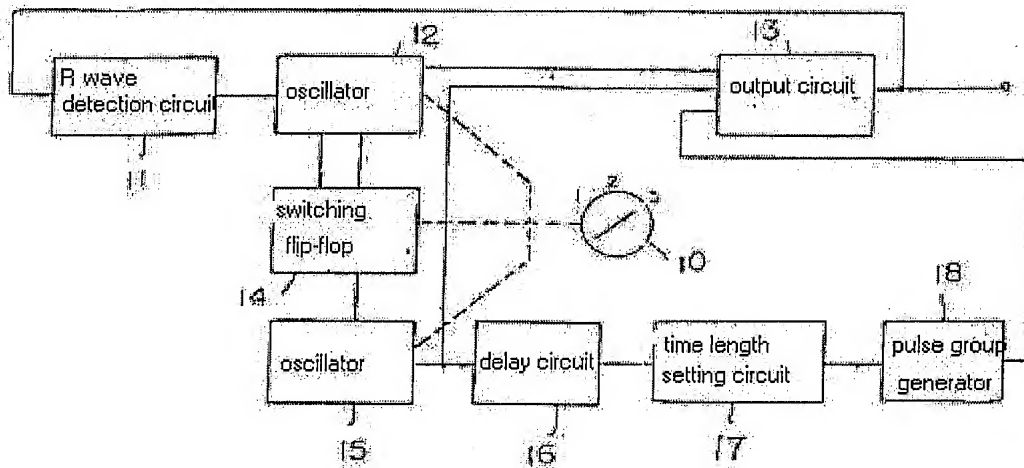 12
13
R wave
detection circuit
oscillator
output circuit
11
1 2 3
switching
flip-flop
10
14
18
oscillator
delay circuit
time length
setting circuit
pulse group
generator
15
16
17